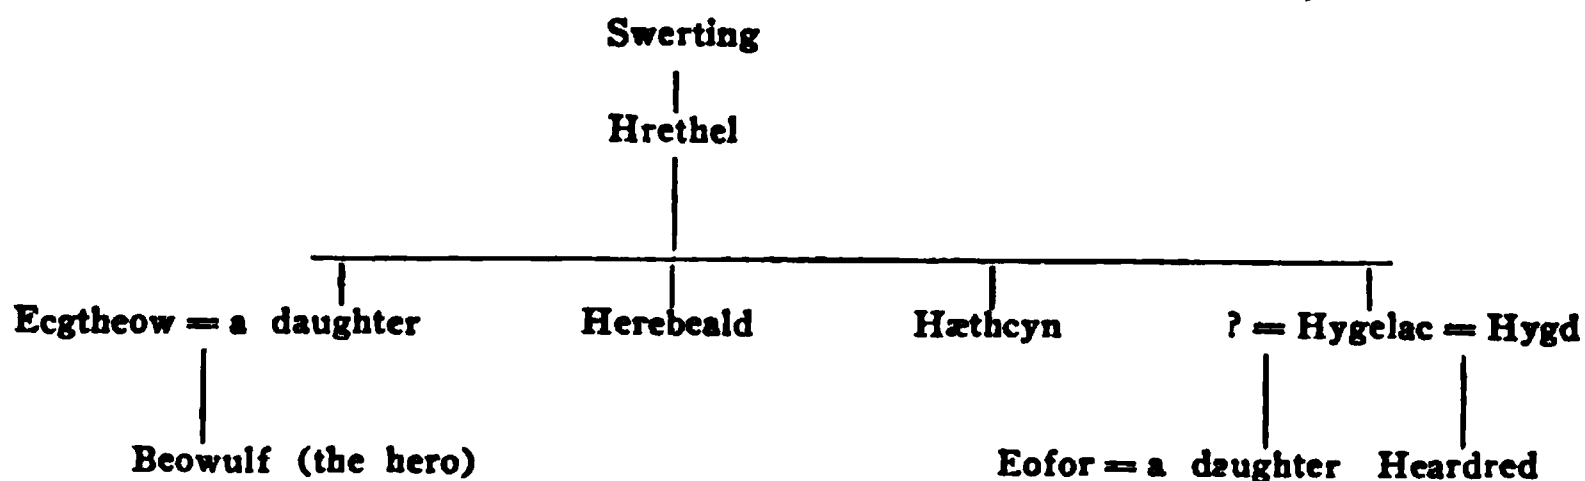 Swerting
Hrethel
Ecgtheow = a daughter Herebeald Hæthcyn ? = Hygelac = Hygd
Beowulf (the hero) Eofor = a daughter Heardred